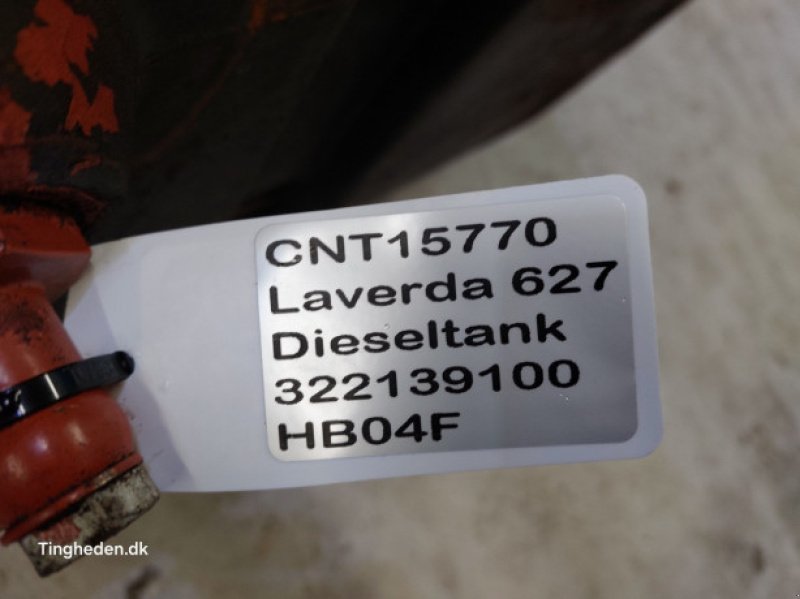 CNT15770
Laverda 627
Dieseltank
322139100
HB04F
Tingheden.dk